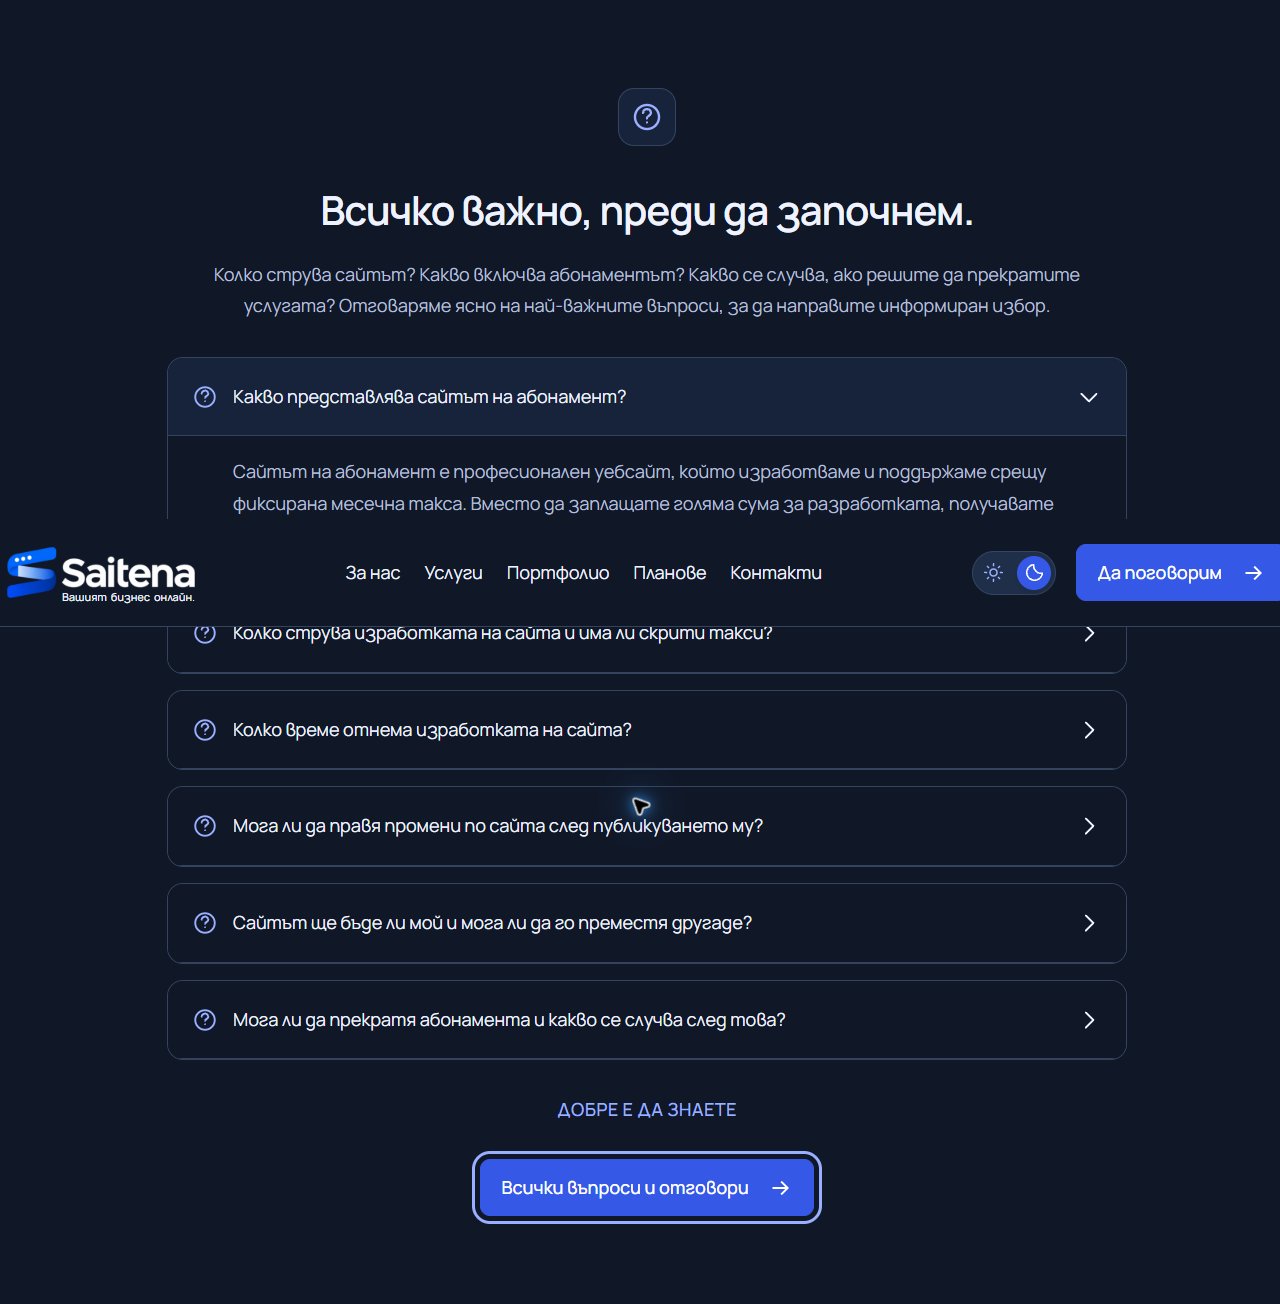 Всичко важно, преди да започнем.
Колко струва сайтът? Какво включва абонаментът? Какво се случва, ако решите да прекратите
услугата? Отговаряме ясно на най-важните въпроси, за да направите информиран избор.
Какво представлява сайтът на абонамент?
Сайтът на абонамент е професионален уебсайт, който изработваме и поддържаме срещу
фиксирана месечна такса. Вместо да заплащате голяма сума за разработката, получавате
Saitena
Вашият бизнес онлайн.
За нас Услуги Портфолио Планове Контакти
Да поговорим
Колко струва изработката на сайта и има ли скрити такси?
Колко време отнема изработката на сайта?
Мога ли да правя промени по сайта след публикуването му?
Сайтът ще бъде ли мой и мога ли да го преместя другаде?
Мога ли да прекратя абонамента и какво се случва след това?
ДОБРЕ Е ДА ЗНАЕТЕ
Всички въпроси и отговори